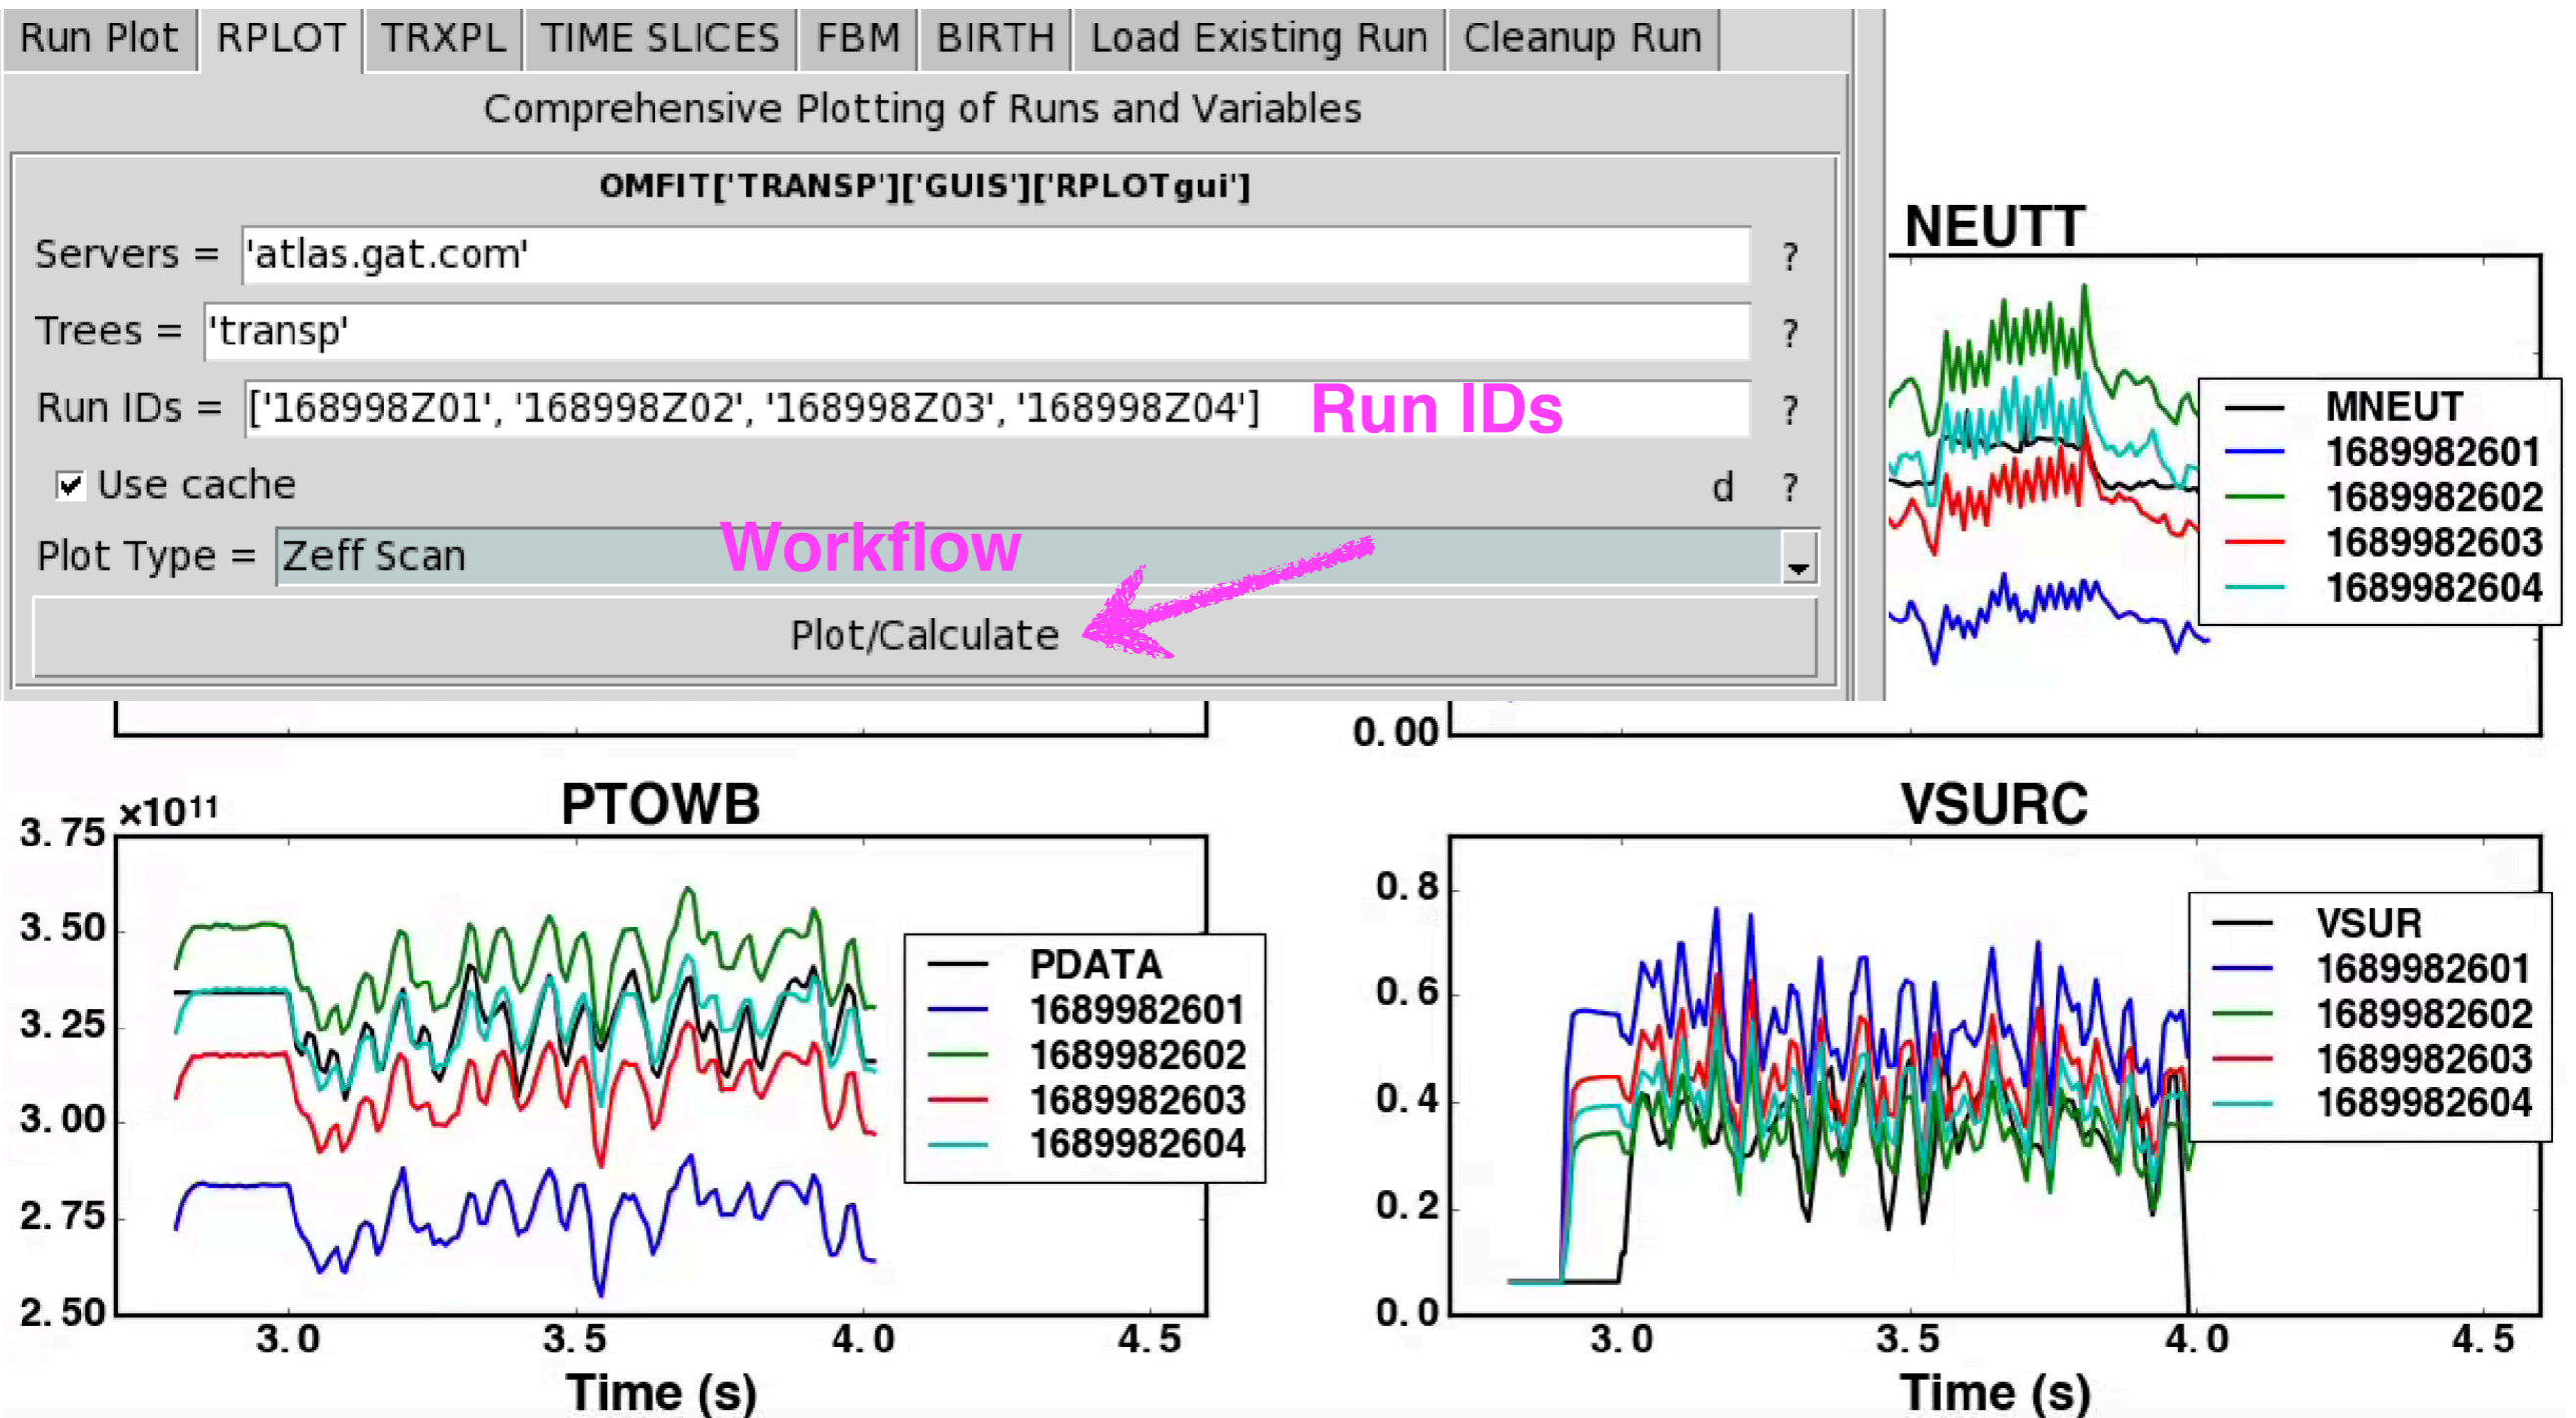 Run Plot RPLOT TRXPL TIME SLICES FBM BIRTH Load Existing Run Cleanup Run
Comprehensive Plotting of Runs and Variables
OMFIT['TRANSP']['GUIS']['RPLOTgui']
Servers = 'atlas.gat.com' ?
Trees = 'transp' ?
Run IDs = ['168998Z01', '168998Z02', '168998Z03', '168998Z04'] Run IDs ?
Use cache d ?
Plot Type = Zeff Scan Workflow
Plot/Calculate
NEUTT
MNEUT
1689982601
1689982602
1689982603
1689982604
0.00
PTOWB
×10¹¹
3.75
3.50
3.25
3.00
2.75
2.50
PDATA
1689982601
1689982602
1689982603
1689982604
3.0 3.5 4.0 4.5
Time (s)
VSURC
0.8
0.6
0.4
0.2
0.0
VSUR
1689982601
1689982602
1689982603
1689982604
3.0 3.5 4.0 4.5
Time (s)